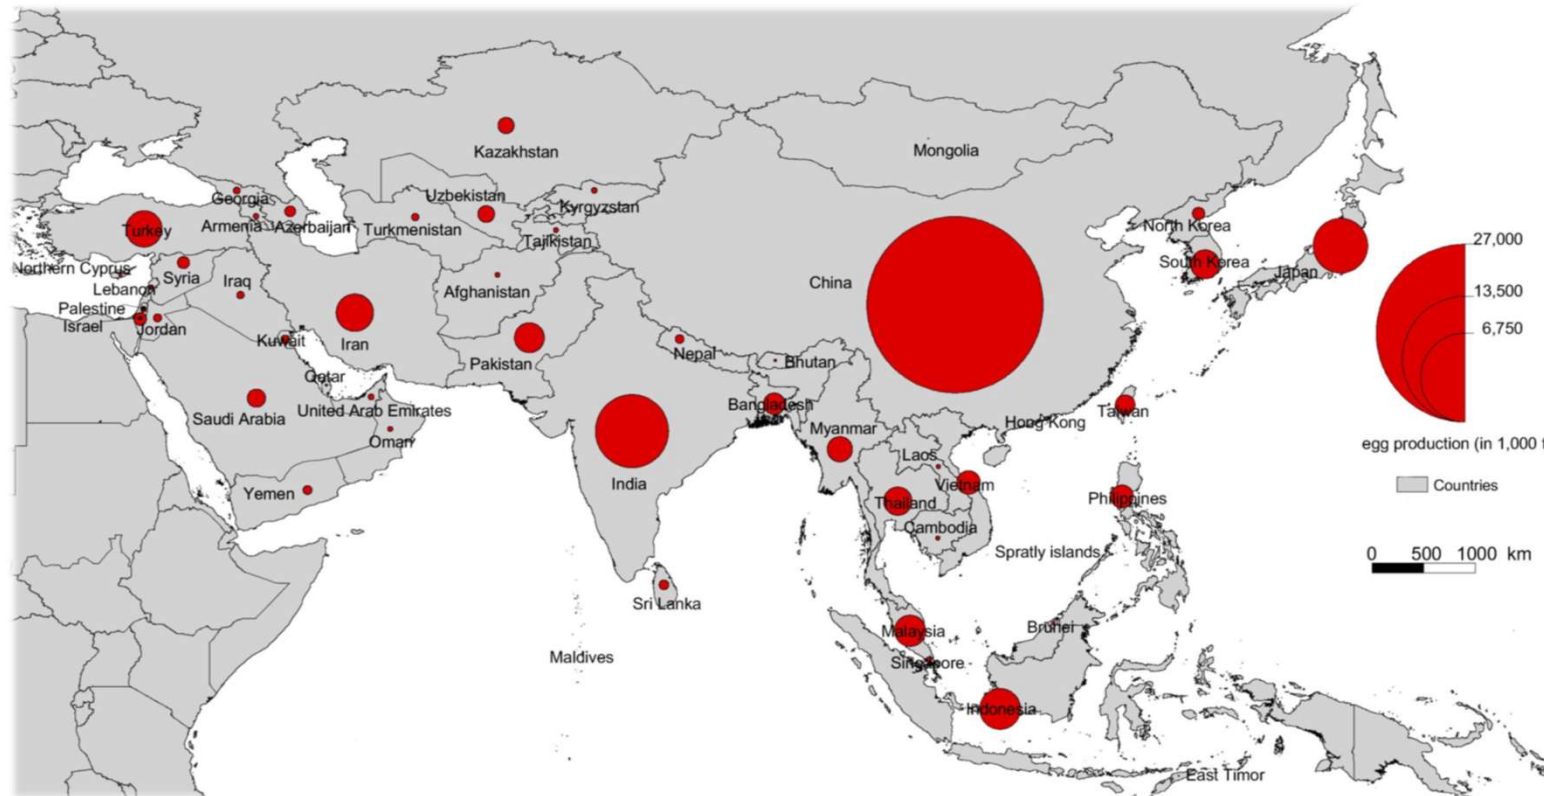 Mongolia
Kazakhstan
Uzbekistan
Georgia
Kyrgyzstan
Armenia
Azerbaijan
Turkmenistan
Tajikistan
Turkey
North Korea
South Korea
Japan
Northern Cyprus
Syria
Iraq
Lebanon
Afghanistan
China
Palestine
Israel
Jordan
Kuwait
Iran
Pakistan
Nepal
Bhutan
Qatar
United Arab Emirates
Saudi Arabia
Oman
Bangladesh
Taiwan
Hong Kong
Myanmar
Laos
India
Yemen
Vietnam
Thailand
Philippines
Cambodia
Spratly islands
Sri Lanka
Malaysia
Brunei
Maldives
Singapore
Indonesia
East Timor
27,000
13,500
6,750
egg production (in 1,000 t
Countries
0 500 1000 km